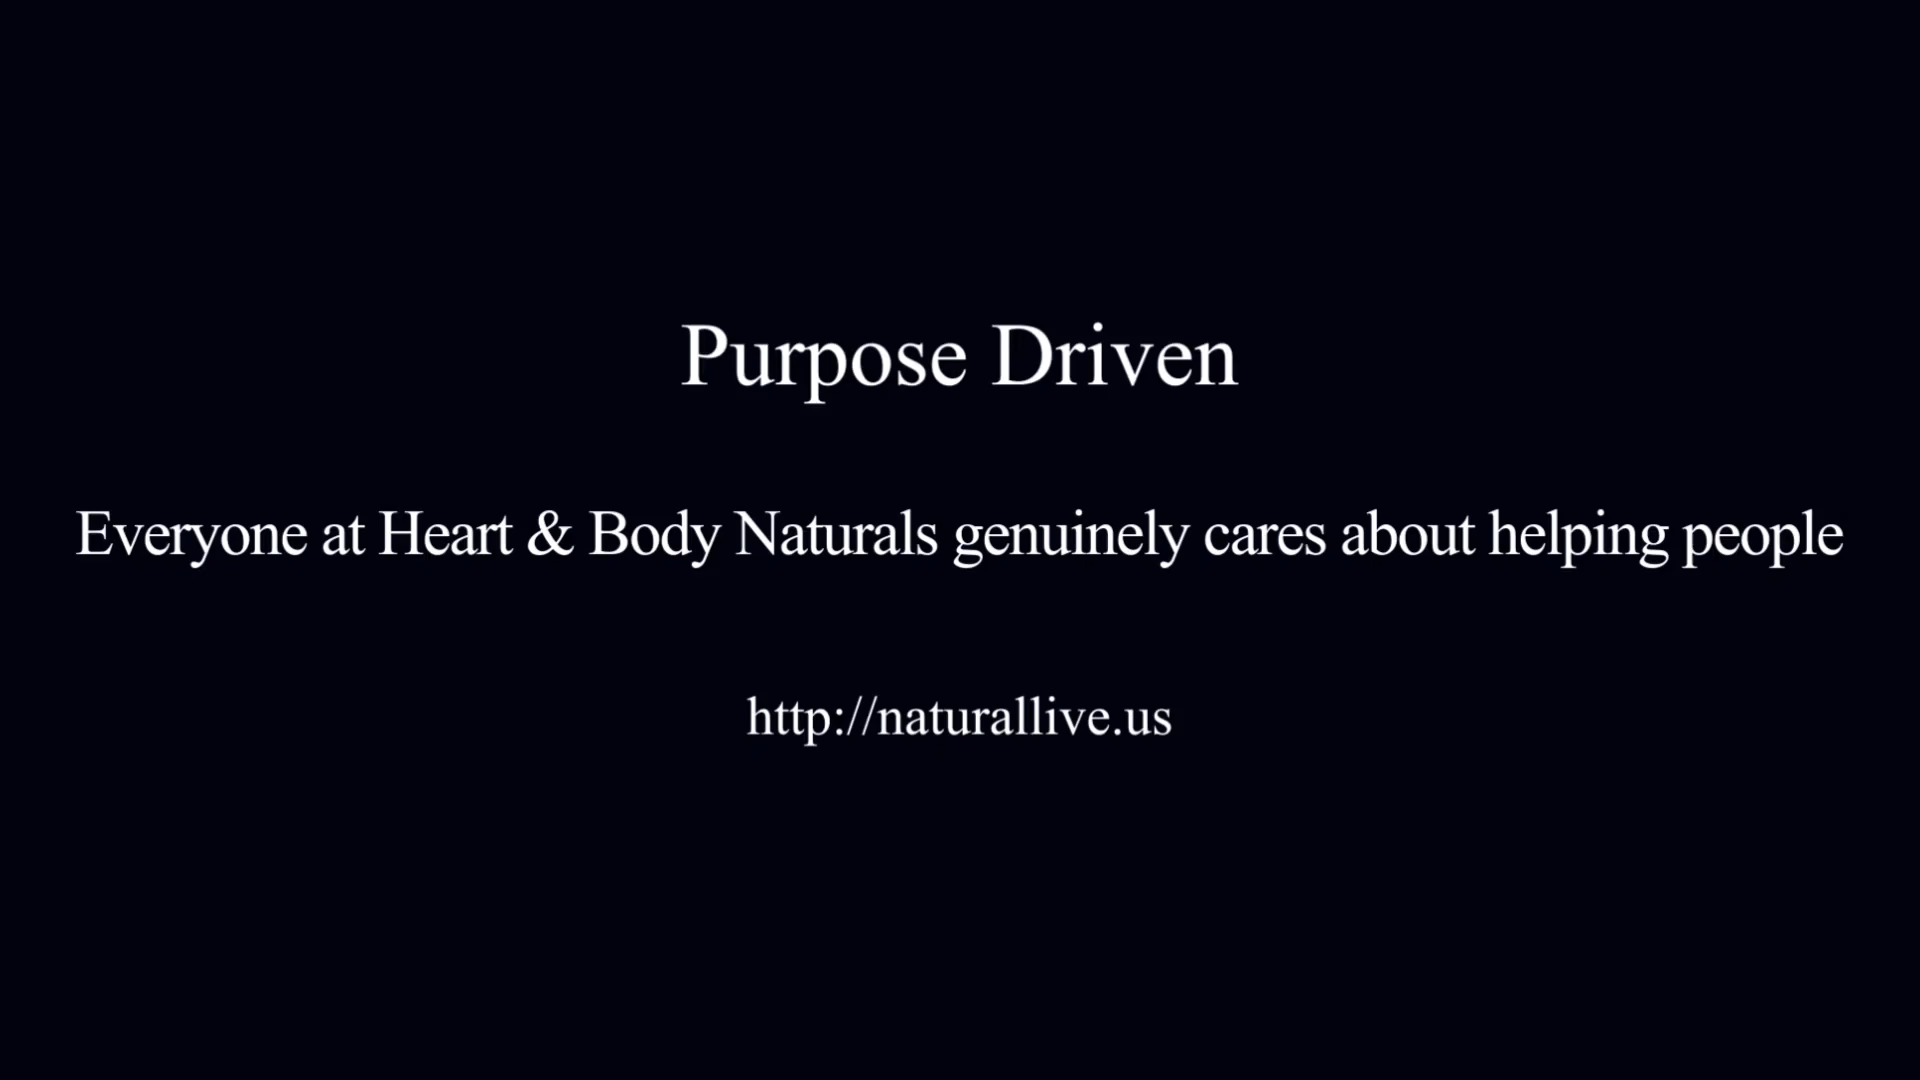 Purpose Driven
Everyone at Heart & Body Naturals genuinely cares about helping people
http://naturallive.us